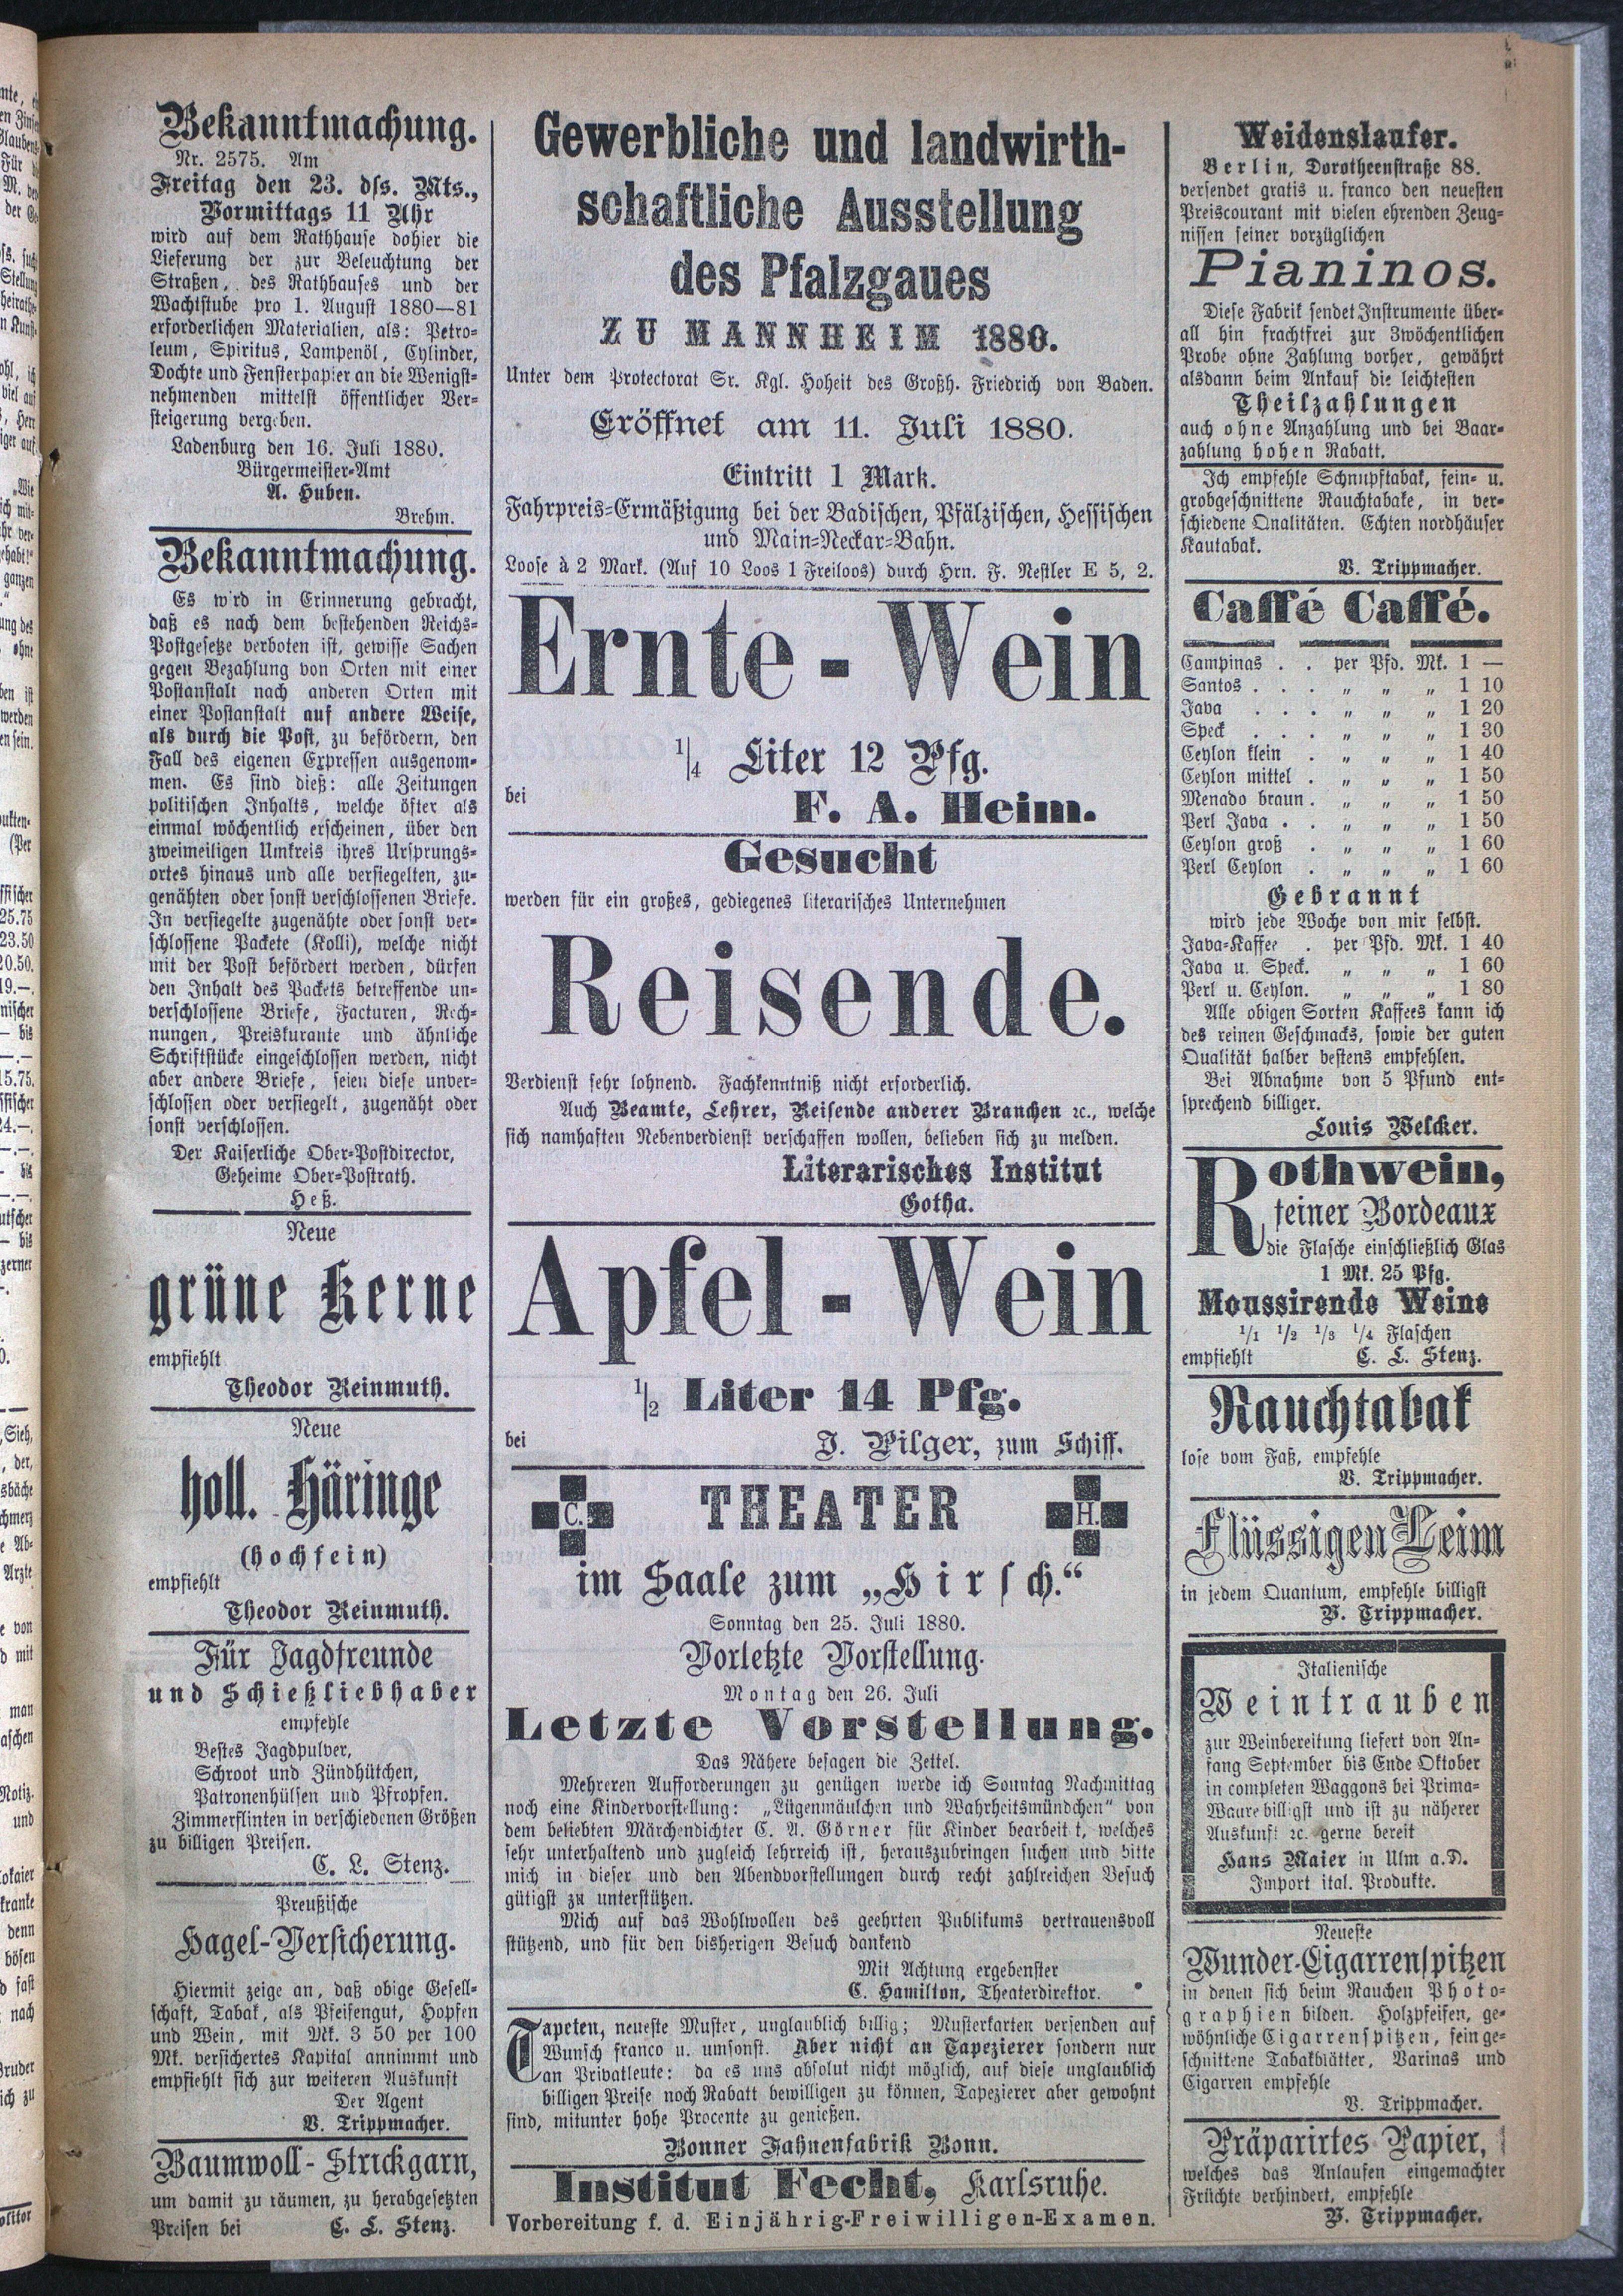 Bekanntmachung.
Nr. 2575. Am
Freitag den 23. dſs. Mts.,
Vormittags 11 Uhr
wird auf dem Rathhauſe dohier die
Lieferung der zur Beleuchtung der
Straßen, des Rathhauſes und der
Wachtſtube pro 1. Auguſt 1880—81
erforderlichen Materialien, als: Petro-
leum, Spiritus, Lampenöl, Cylinder,
Dochte und Fenſterpapier an die Wenigſt-
nehmenden mittelſt öffentlicher Ver-
ſteigerung vergeben.
Ladenburg den 16. Juli 1880.
Bürgermeiſter-Amt
A. Huben.
Brehm.
Bekanntmachung.
Es wird in Erinnerung gebracht,
daß es nach dem beſtehenden Reichs-
Poſtgeſetze verboten iſt, gewiſſe Sachen
gegen Bezahlung von Orten mit einer
Poſtanſtalt nach anderen Orten mit
einer Poſtanſtalt auf andere Weiſe,
als durch die Poſt, zu befördern, den
Fall des eigenen Expreſſen ausgenom-
men. Es ſind dieß: alle Zeitungen
politiſchen Inhalts, welche öfter als
einmal wöchentlich erſcheinen, über den
zweimeiligen Umkreis ihres Urſprungs-
ortes hinaus und alle verſiegelten, zu-
genähten oder ſonſt verſchloſſenen Briefe.
In verſiegelte zugenähte oder ſonſt ver-
ſchloſſene Packete (Kolli), welche nicht
mit der Poſt befördert werden, dürfen
den Inhalt des Packets betreffende un-
verſchloſſene Briefe, Facturen, Rech-
nungen, Preiskurante und ähnliche
Schriftſtücke eingeſchloſſen werden, nicht
aber andere Briefe, ſeien dieſe unver-
ſchloſſen oder verſiegelt, zugenäht oder
ſonſt verſchloſſen.
Der Kaiſerliche Ober-Poſtdirector,
Geheime Ober-Poſtrath.
Heß.
Neue
grüne Kerne
empfiehlt
Theodor Reinmuth.
Neue
holl. Häringe
(hochfein)
empfiehlt
Theodor Reinmuth.
Für Jagdfreunde
und Schießliebhaber
empfehle
Beſtes Jagdpulver,
Schroot und Zündhütchen,
Patronenhülſen und Pfropfen.
Zimmerflinten in verſchiedenen Größen
zu billigen Preiſen.
C. L. Stenz.
Preußiſche
Hagel-Verſicherung.
Hiermit zeige an, daß obige Geſell-
ſchaft, Tabak, als Pfeifengut, Hopfen
und Wein, mit Mk. 3 50 per 100
Mk. verſichertes Kapital annimmt und
empfiehlt ſich zur weiteren Auskunft
Der Agent
V. Trippmacher.
Baumwoll-Strickgarn,
um damit zu räumen, zu herabgeſetzten
Preiſen bei C. L. Stenz.
Gewerbliche und landwirth-
schaftliche Ausstellung
des Pfalzgaues
ZU MANNHEIM 1880.
Unter dem Protectorat Sr. Kgl. Hoheit des Großh. Friedrich von Baden.
Eröffnet am 11. Juli 1880.
Eintritt 1 Mark.
Fahrpreis-Ermäßigung bei der Badiſchen, Pfälziſchen, Heſſiſchen
und Main-Neckar-Bahn.
Looſe à 2 Mark. (Auf 10 Loos 1 Freiloos) durch Hrn. F. Neſtler E 5, 2.
Ernte-Wein
1/4 Liter 12 Pfg.
bei F. A. Heim.
Gesucht
werden für ein großes, gediegenes literariſches Unternehmen
Reisende.
Verdienſt ſehr lohnend. Fachkenntniß nicht erforderlich.
Auch Beamte, Lehrer, Reiſende anderer Branchen ꝛc., welche
ſich namhaften Nebenverdienſt verſchaffen wollen, belieben ſich zu melden.
Literarisches Institut
Gotha.
Apfel-Wein
1/2 Liter 14 Pfg.
bei J. Pilger, zum Schiff.
C. THEATER H.
im Saale zum „Hirſch.“
Sonntag den 25. Juli 1880.
Vorletzte Vorſtellung.
Montag den 26. Juli
Letzte Vorstellung.
Das Nähere beſagen die Zettel.
Mehreren Aufforderungen zu genügen werde ich Sonntag Nachmittag
noch eine Kindervorſtellung: „Lügenmäulchen und Wahrheitsmündchen“ von
dem beliebten Märchendichter C. A. Görner für Kinder bearbeit t, welches
ſehr unterhaltend und zugleich lehrreich iſt, herauszubringen ſuchen und bitte
mich in dieſer und den Abendvorſtellungen durch recht zahlreichen Beſuch
gütigſt zu unterſtützen.
Mich auf das Wohlwollen des geehrten Publikums vertrauensvoll
ſtützend, und für den bisherigen Beſuch dankend
Mit Achtung ergebenſter
C. Hamilton, Theaterdirektor.
Tapeten, neueſte Muſter, unglaublich billig; Muſterkarten verſenden auf
Wunſch franco u. umſonſt. Aber nicht an Tapezierer ſondern nur
an Privatleute: da es uns abſolut nicht möglich, auf dieſe unglaublich
billigen Preiſe noch Rabatt bewilligen zu können, Tapezierer aber gewohnt
ſind, mitunter hohe Procente zu genießen.
Bonner Fahnenfabrik Bonn.
Institut Fecht, Karlsruhe.
Vorbereitung f. d. Einjährig-Freiwilligen-Examen.
Weidenslaufer.
Berlin, Dorotheenſtraße 88.
verſendet gratis u. franco den neueſten
Preiscourant mit vielen ehrenden Zeug-
niſſen ſeiner vorzüglichen
Pianinos.
Dieſe Fabrik ſendet Inſtrumente über-
all hin frachtfrei zur 3wöchentlichen
Probe ohne Zahlung vorher, gewährt
alsdann beim Ankauf die leichteſten
Theilzahlungen
auch ohne Anzahlung und bei Baar-
zahlung hohen Rabatt.
Ich empfehle Schnupftabak, fein- u.
grobgeſchnittene Rauchtabake, in ver-
ſchiedene Qnalitäten. Echten nordhäuſer
Kautabak.
V. Trippmacher.
Caffé Caffé.
Campinas . . per Pfd. Mk. 1 —
Santos . . . „ „ „ 1 10
Java . . . „ „ „ 1 20
Speck . . . „ „ „ 1 30
Ceylon klein . „ „ „ 1 40
Ceylon mittel . „ „ „ 1 50
Menado braun . „ „ „ 1 50
Perl Java . . „ „ „ 1 50
Ceylon groß . „ „ „ 1 60
Perl Ceylon . „ „ „ 1 60
Gebrannt
wird jede Woche von mir ſelbſt.
Java-Kaffee . per Pfd. Mk. 1 40
Java u. Speck. „ „ „ 1 60
Perl u. Ceylon. „ „ „ 1 80
Alle obigen Sorten Kaffees kann ich
des reinen Geſchmacks, ſowie der guten
Qualität halber beſtens empfehlen.
Bei Abnahme von 5 Pfund ent-
ſprechend billiger.
Louis Welcker.
Rothwein,
feiner Bordeaux
die Flaſche einſchließlich Glas
1 Mk. 25 Pfg.
Moussirende Weine
1/1 1/2 1/3 1/4 Flaſchen
empfiehlt C. L. Stenz.
Rauchtabak
loſe vom Faß, empfehle
V. Trippmacher.
Flüssigen Leim
in jedem Quantum, empfehle billigſt
V. Trippmacher.
Italieniſche
Weintrauben
zur Weinbereitung liefert von An-
fang September bis Ende Oktober
in completen Waggons bei Prima-
Waare billigſt und iſt zu näherer
Auskunft ꝛc. gerne bereit
Hans Maier in Ulm a.D.
Import ital. Produkte.
Neueſte
Wunder-Cigarrenſpitzen
in denen ſich beim Rauchen Photo-
graphien bilden. Holzpfeifen, ge-
wöhnliche Cigarrenſpitzen, feinge-
ſchnittene Tabakblätter, Varinas und
Cigarren empfehle
V. Trippmacher.
Präparirtes Papier,
welches das Anlaufen eingemachter
Früchte verhindert, empfehle
V. Trippmacher.